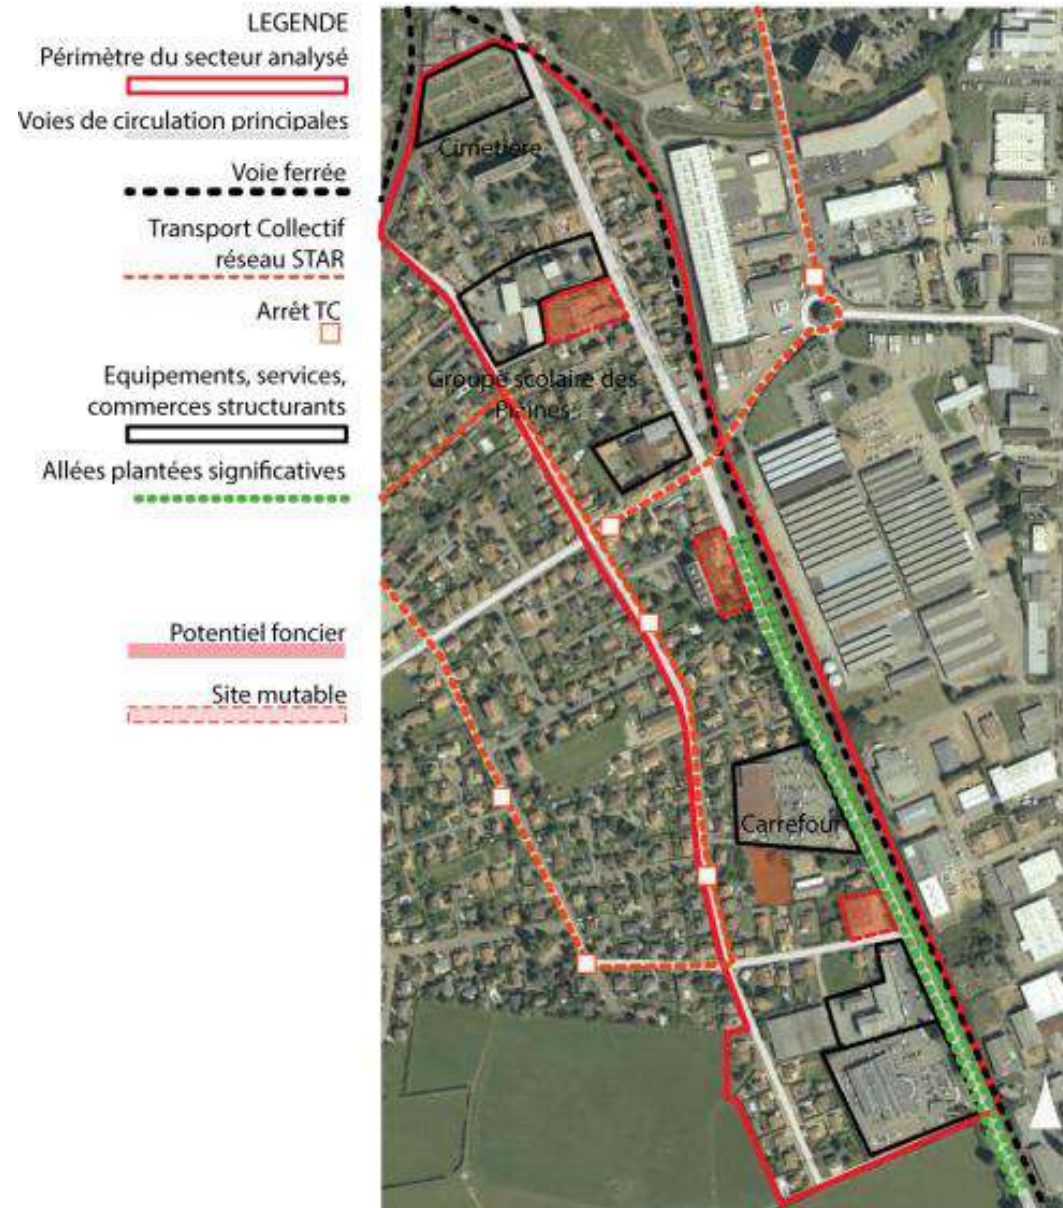 LEGENDE
Périmètre du secteur analysé
Voies de circulation principales
Voie ferrée
Transport Collectif
réseau STAR
Arrêt TC
Equipements, services,
commerces structurants
Allées plantées significatives
Potentiel foncier
Site mutable
Cimetière
Groupe scolaire des
Plaines
Carrefour